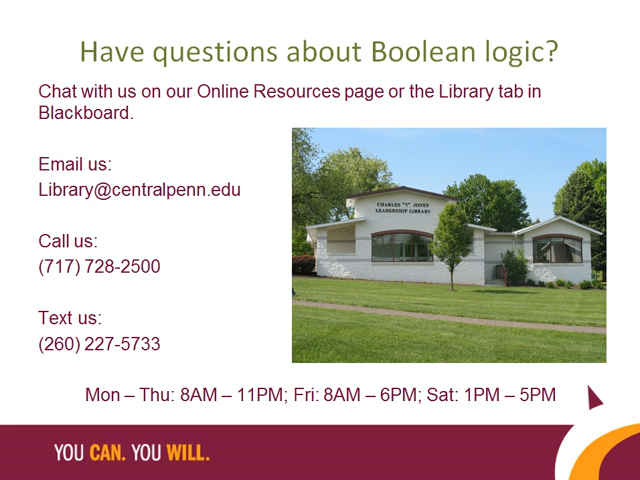 Have questions about Boolean logic?
Chat with us on our Online Resources page or the Library tab in
Blackboard.
Email us:
Library@centralpenn.edu
CHARLES "T" JONES
LEADERSHIP LIBRARY
Call us:
(717) 728-2500
Text us:
(260) 227-5733
Mon – Thu: 8AM – 11PM; Fri: 8AM – 6PM; Sat: 1PM – 5PM
YOU CAN. YOU WILL.